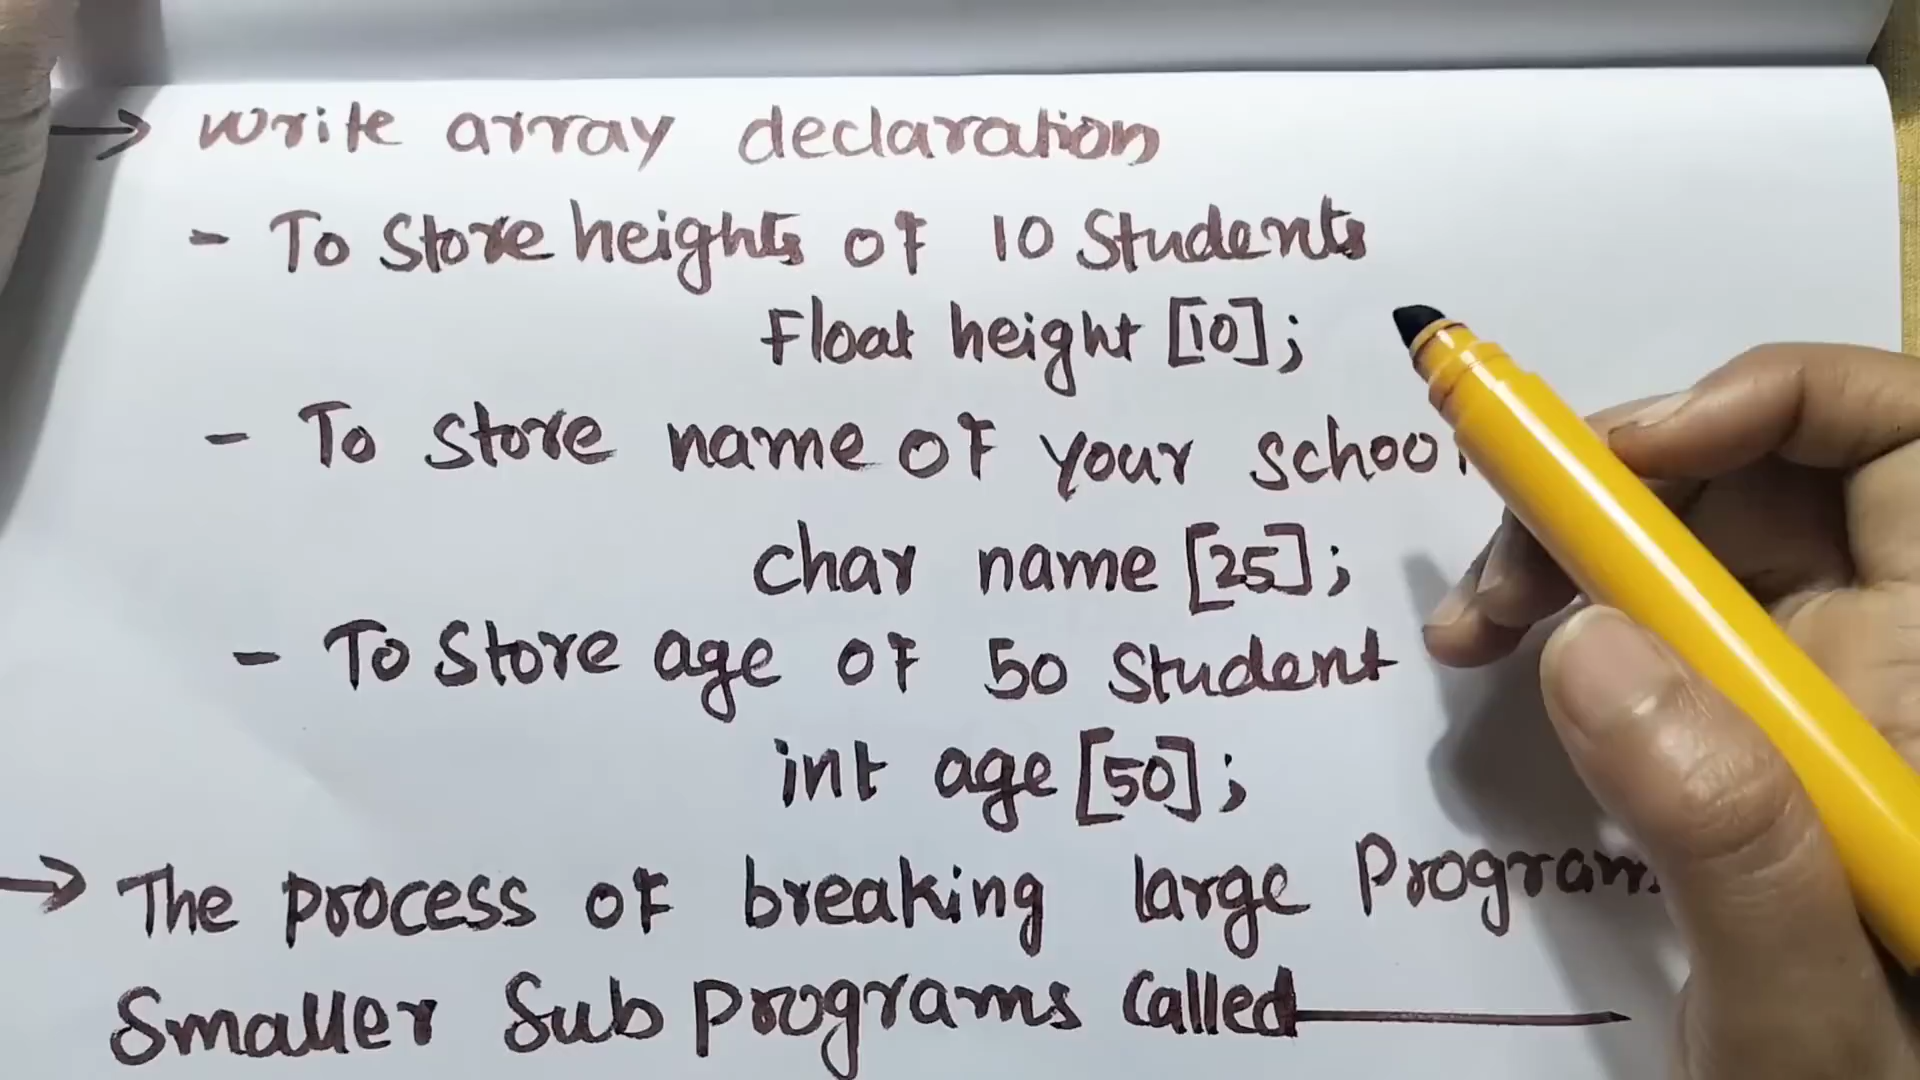 → Write array declaration
- To store heights of 10 Students
Float height [10];
- To store name of your school
char name [25];
- To store age of 50 student
int age [50];
→ The process of breaking large Program
Smaller Sub programs called